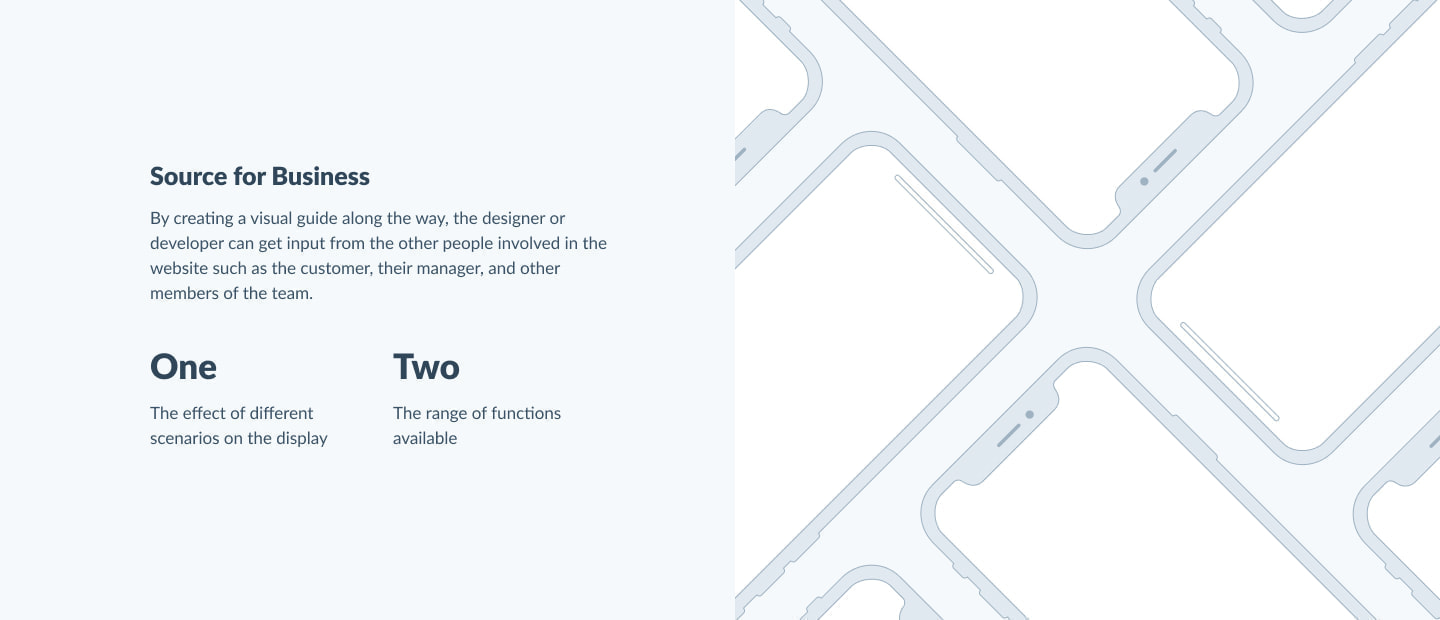 Source for Business
By creating a visual guide along the way, the designer or
developer can get input from the other people involved in the
website such as the customer, their manager, and other
members of the team.
One
The effect of different
scenarios on the display
Two
The range of functions
available